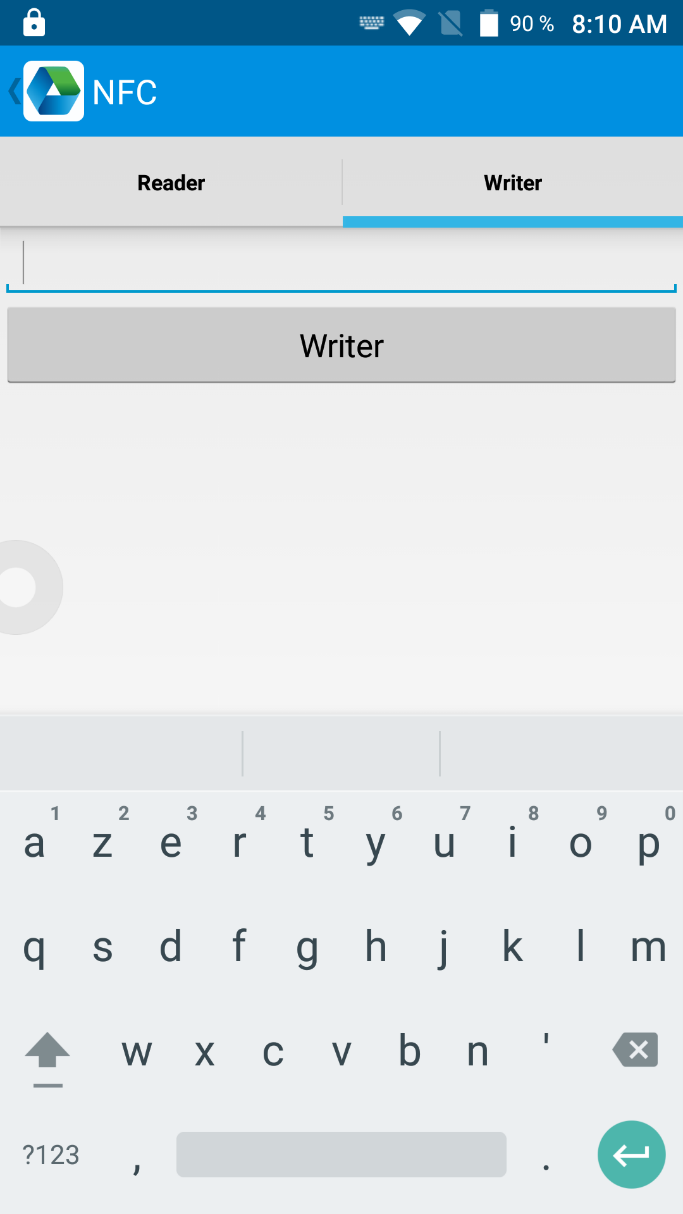 90 % 8:10 AM
NFC
Reader Writer
Writer
1 2 3 4 5 6 7 8 9 0
a z e r t y u i o p
q s d f g h j k l m
w x c v b n '
?123 , .